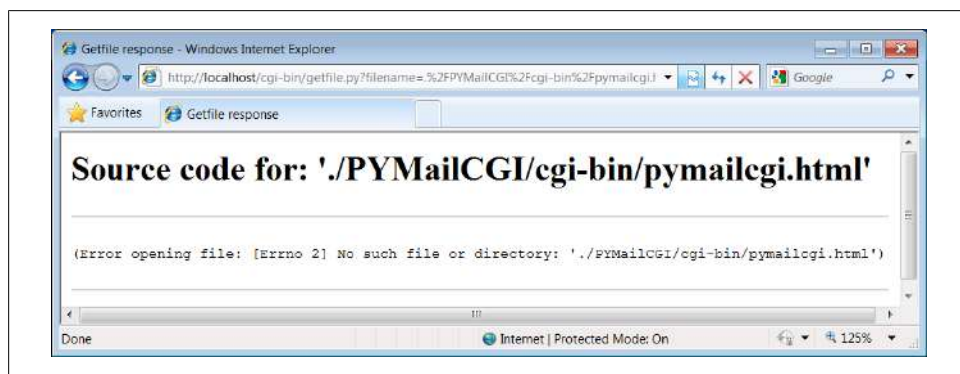 Getfile response - Windows Internet Explorer
http://localhost/cgi-bin/getfile.py?filename=.%2FPYMailCGI%2Fcgi-bin%2Fpymailcgi.l
Google
Favorites
Getfile response
Source code for: './PYMailCGI/cgi-bin/pymailcgi.html'
(Error opening file: [Errno 2] No such file or directory: './PYMailCGI/cgi-bin/pymailcgi.html')
Done
Internet | Protected Mode: On
125%